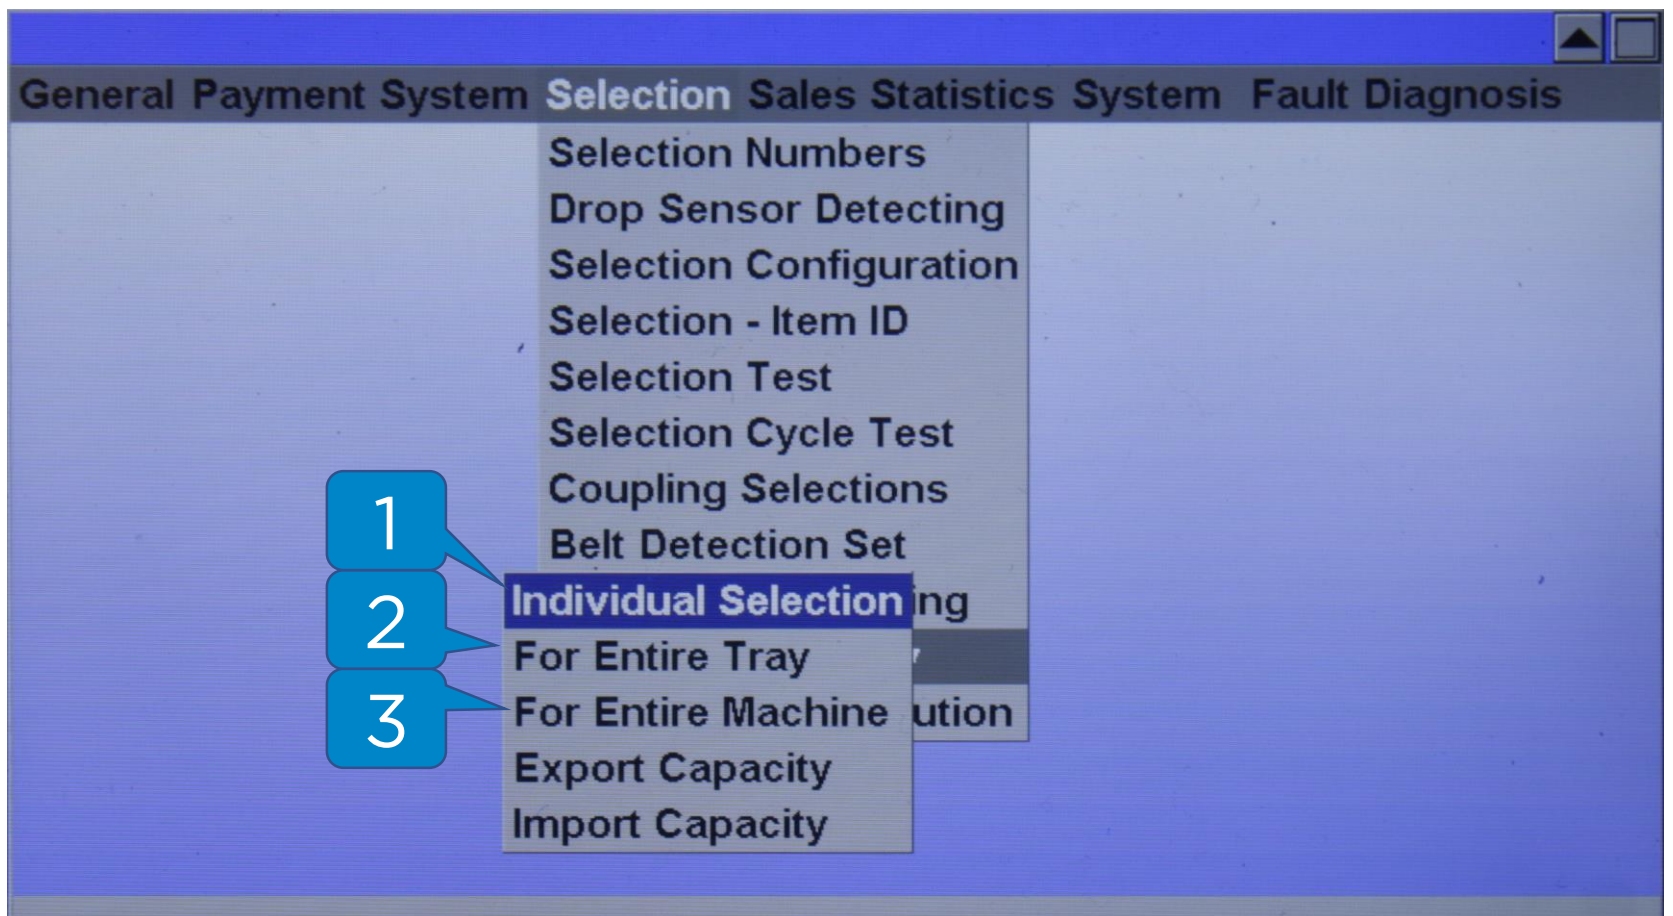 General Payment System Selection Sales Statistics System Fault Diagnosis
Selection Numbers
Drop Sensor Detecting
Selection Configuration
Selection - Item ID
Selection Test
Selection Cycle Test
Coupling Selections
Belt Detection Set
1
Individual Selection
ing
2
For Entire Tray
3
For Entire Machine
ution
Export Capacity
Import Capacity